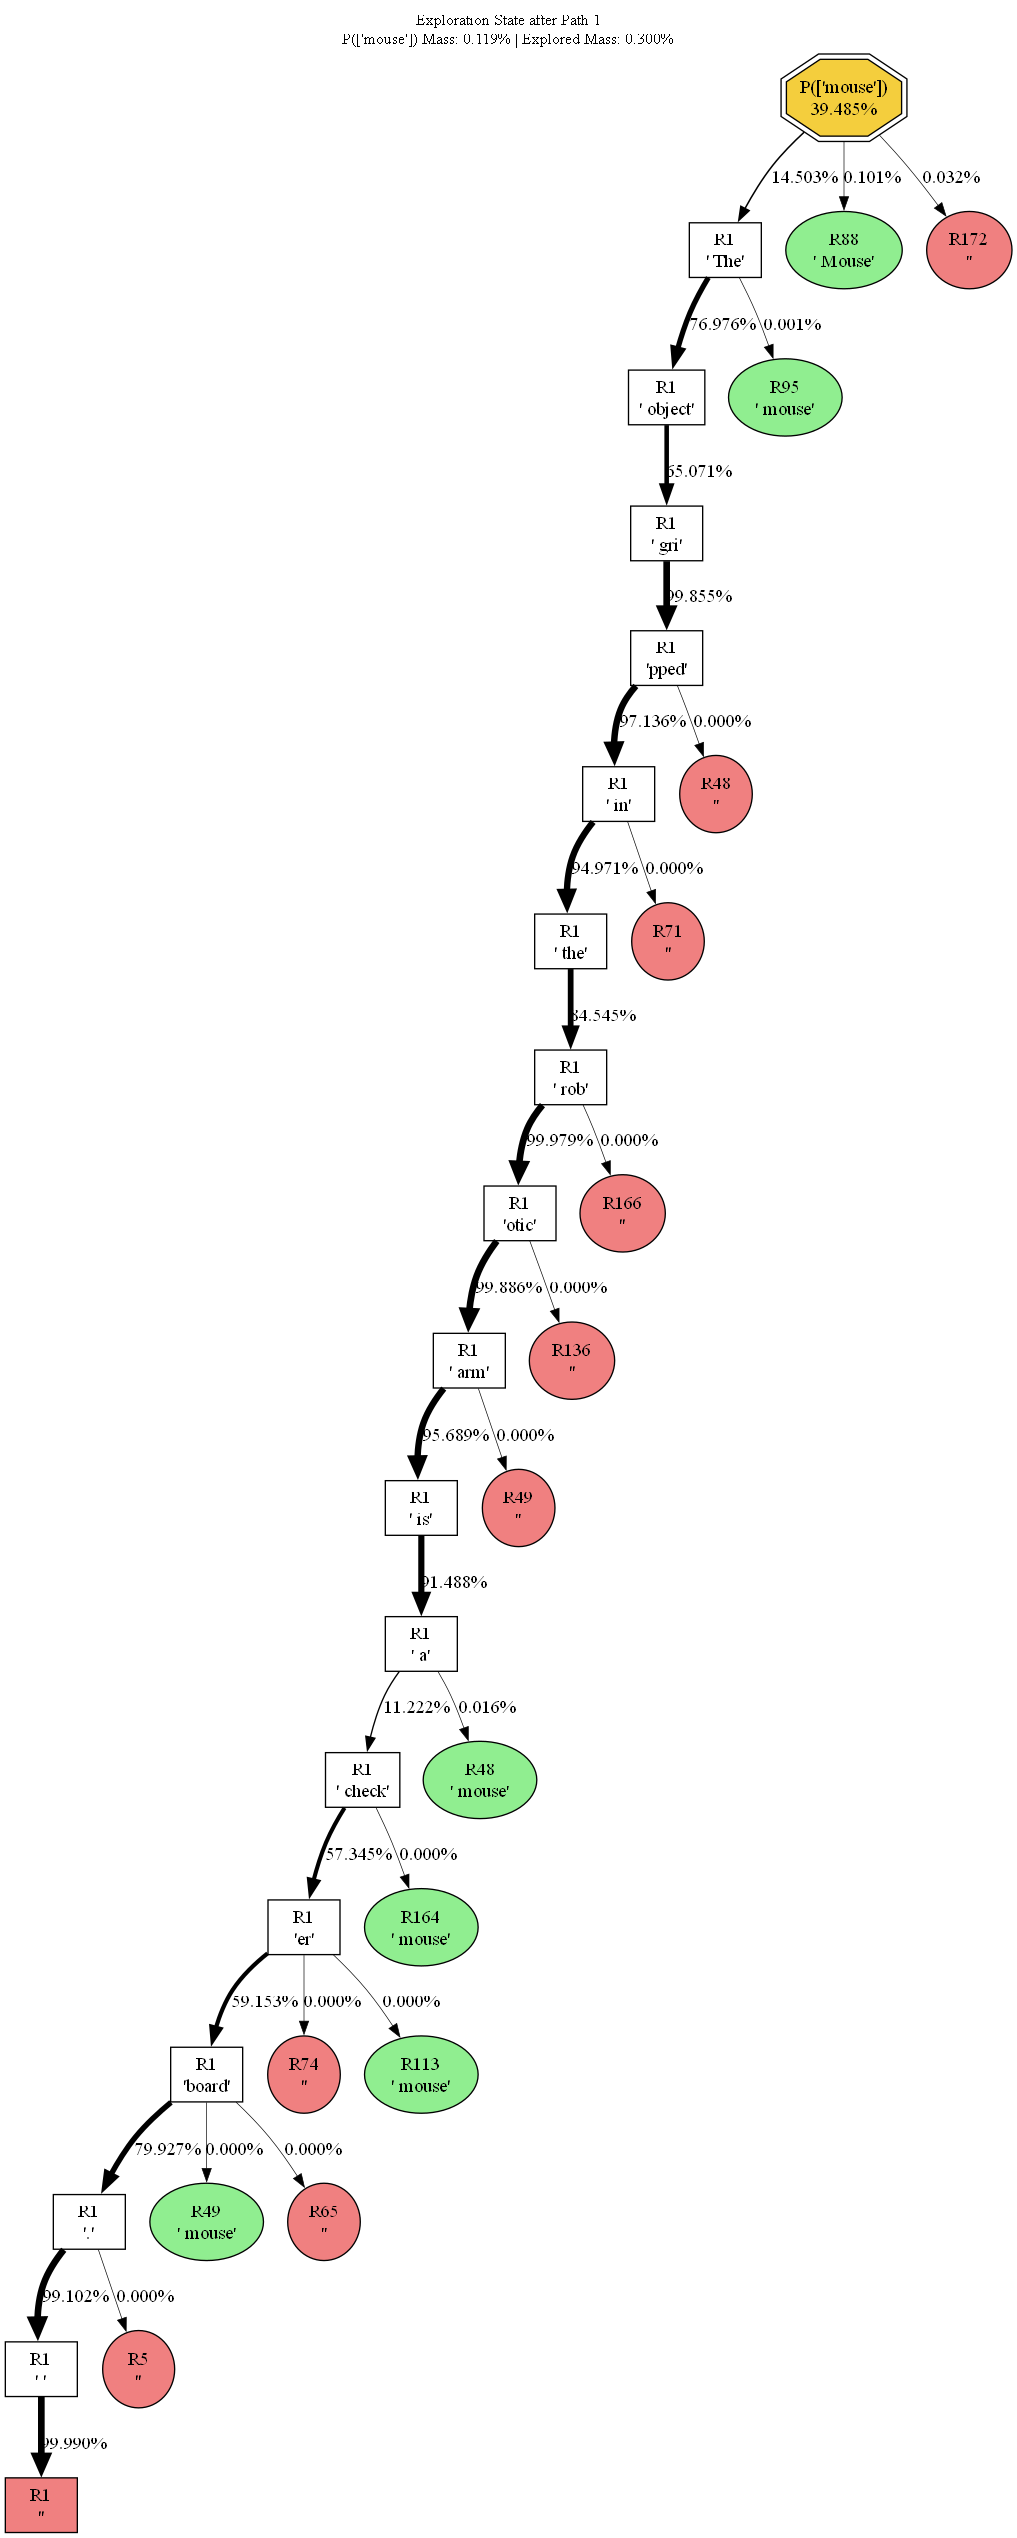 Exploration State after Path 1
P(['mouse']) Mass: 0.119% | Explored Mass: 0.300%
P(['mouse'])
39.485%
14.503% 0.101% 0.032%
R1
' The'
R88
' Mouse'
R172
''
76.976% 0.001%
R1
' object'
R95
' mouse'
65.071%
R1
' gri'
99.855%
R1
'pped'
97.136% 0.000%
R1
' in'
R48
''
94.971% 0.000%
R1
' the'
R71
''
84.545%
R1
' rob'
99.979% 0.000%
R1
'otic'
R166
''
99.886% 0.000%
R1
' arm'
R136
''
95.689% 0.000%
R1
' is'
R49
''
91.488%
R1
' a'
11.222% 0.016%
R1
' check'
R48
' mouse'
57.345% 0.000%
R1
'er'
R164
' mouse'
59.153% 0.000% 0.000%
R1
'board'
R74
''
R113
' mouse'
79.927% 0.000% 0.000%
R1
'.'
R49
' mouse'
R65
''
99.102% 0.000%
R1
' '
R5
''
99.990%
R1
''